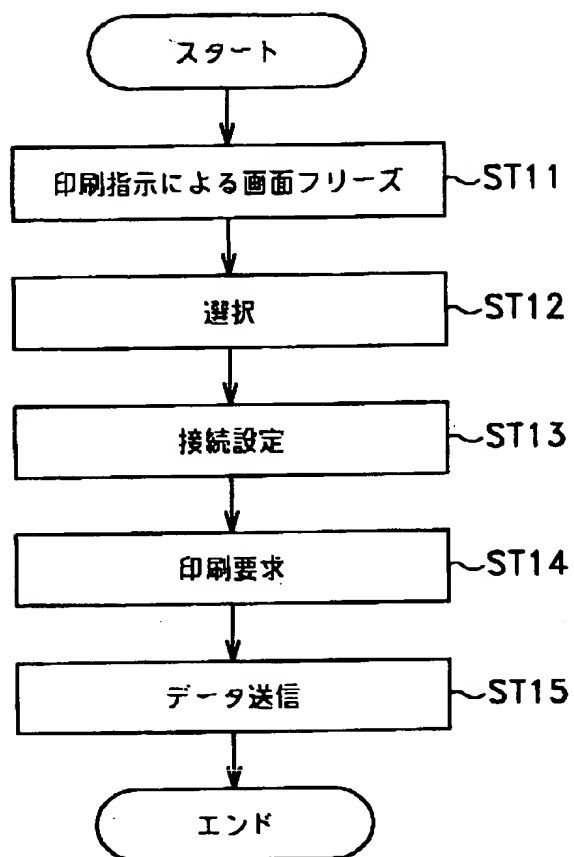 スタート
印刷指示による画面フリーズ ST11
選択 ST12
接続設定 ST13
印刷要求 ST14
データ送信 ST15
エンド